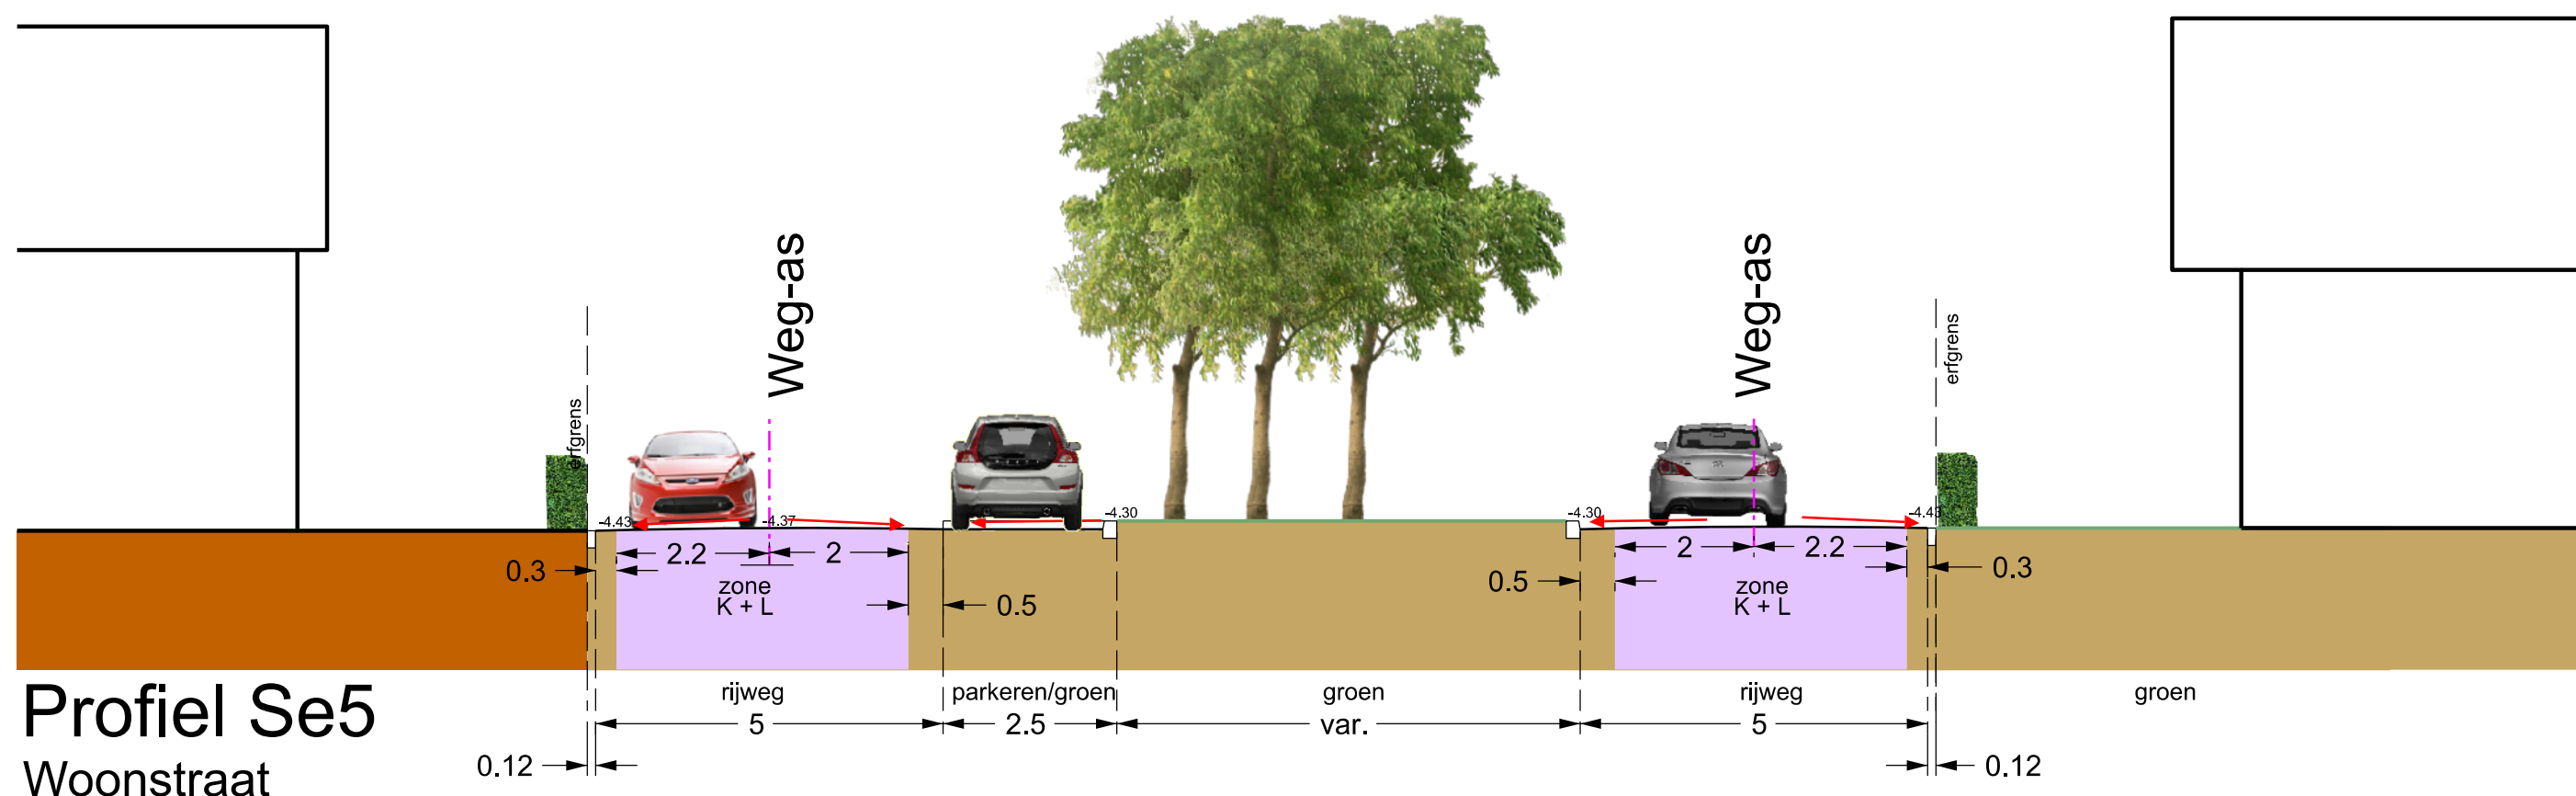 Weg-as
Weg-as
erfgrens
erfgrens
-4.43
-4.37
-4.30
-4.30
-4.43
2.2
2
2
2.2
0.3
0.3
zone
K + L
zone
K + L
0.5
0.5
rijweg
parkeren/groen
groen
rijweg
groen
5
2.5
var.
5
0.12
0.12
Profiel Se5
Woonstraat